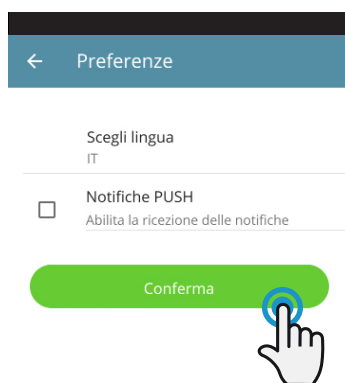 Preferenze
Scegli lingua
IT
Notifiche PUSH
Abilita la ricezione delle notifiche
Conferma